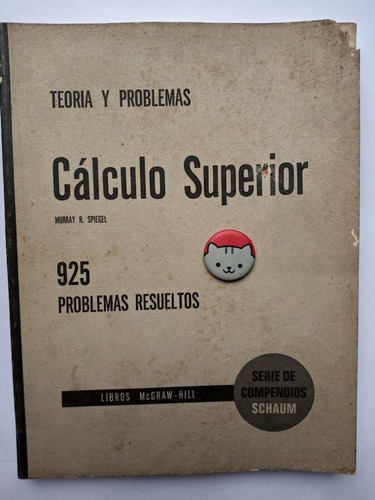 TEORIA Y PROBLEMAS
Cálculo Superior
MURRAY R. SPIEGEL
925
PROBLEMAS RESUELTOS
LIBROS McGRAW-HILL
SERIE DE
COMPENDIOS
SCHAUM